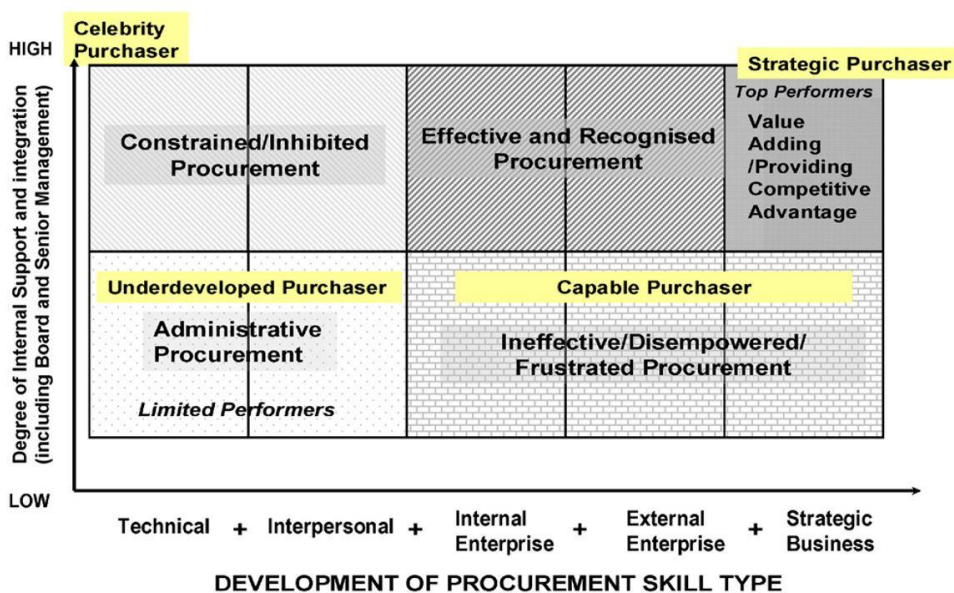 Celebrity
Purchaser
HIGH
Strategic Purchaser
Top Performers
Value
Adding
/Providing
Competitive
Advantage
Constrained/Inhibited
Procurement
Effective and Recognised
Procurement
Degree of Internal Support and integration
(including Board and Senior Management)
Underdeveloped Purchaser
Administrative
Procurement
Limited Performers
Capable Purchaser
Ineffective/Disempowered/
Frustrated Procurement
LOW
Technical + Interpersonal + Internal Enterprise + External Enterprise + Strategic Business
DEVELOPMENT OF PROCUREMENT SKILL TYPE